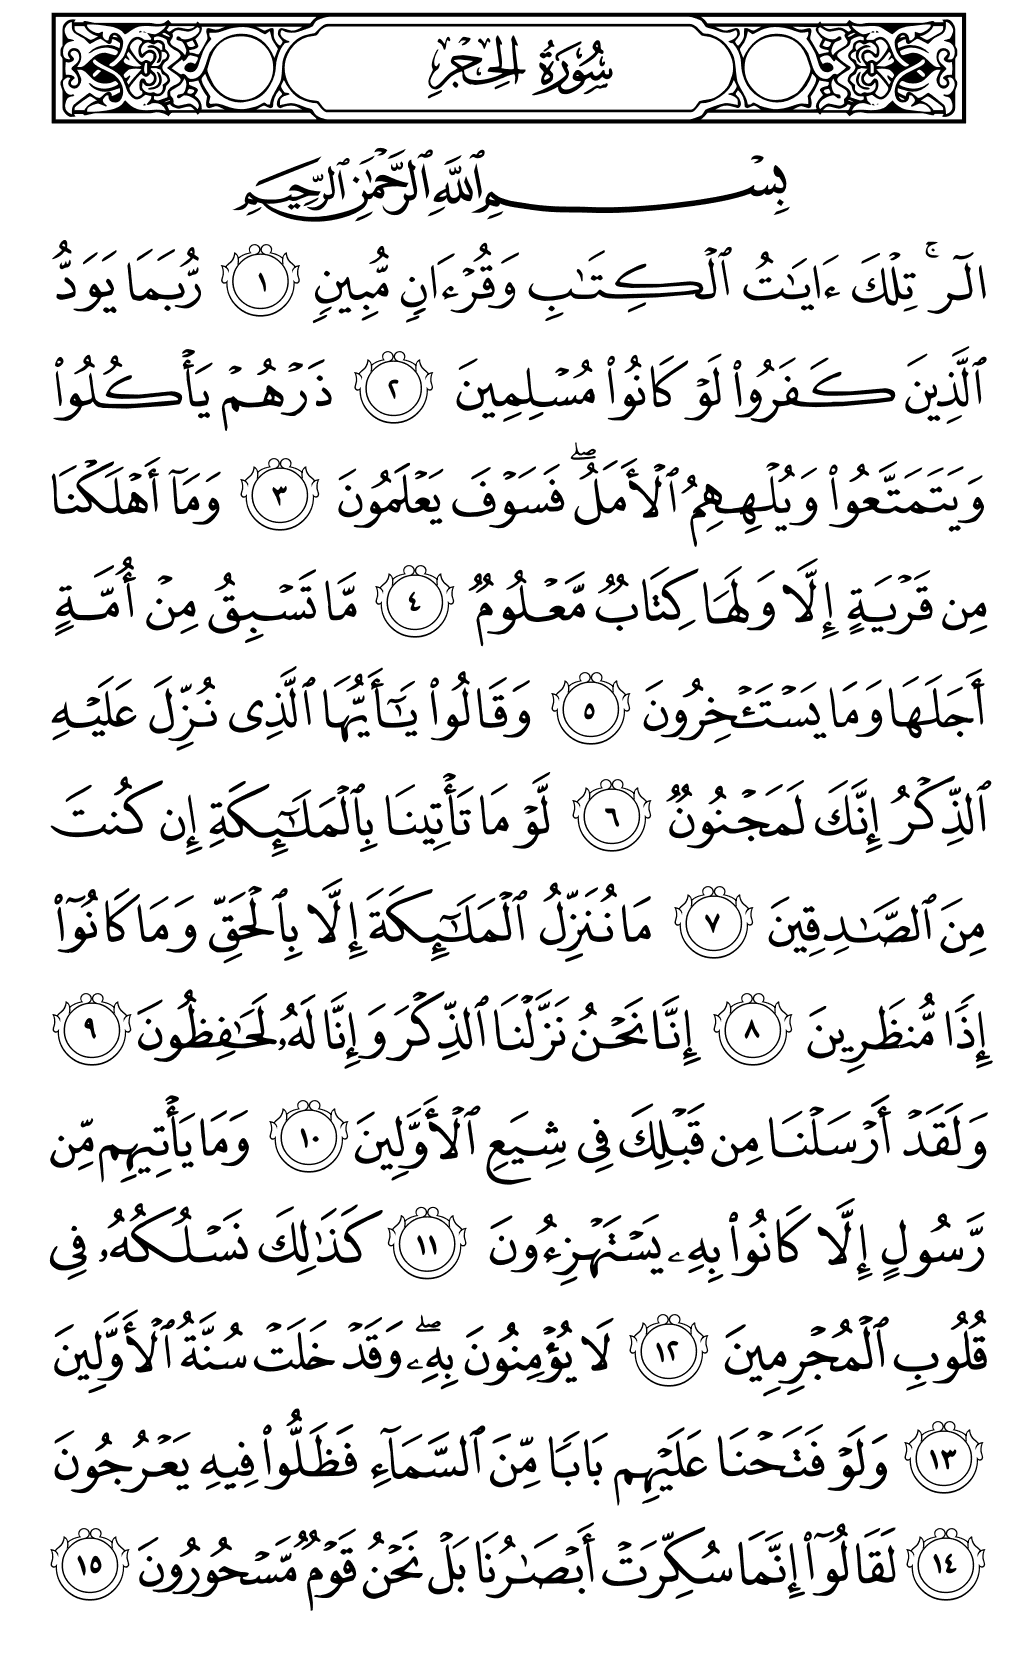 سُورَةُ الحِجْرِ
بِسْمِ ٱللَّهِ ٱلرَّحْمَٰنِ ٱلرَّحِيمِ
الٓرۚ تِلْكَ ءَايَٰتُ ٱلْكِتَٰبِ وَقُرْءَانٖ مُّبِينٖ ١ رُّبَمَا يَوَدُّ
ٱلَّذِينَ كَفَرُوا۟ لَوْ كَانُوا۟ مُسْلِمِينَ ٢ ذَرْهُمْ يَأْكُلُوا۟
وَيَتَمَتَّعُوا۟ وَيُلْهِهِمُ ٱلْأَمَلُۖ فَسَوْفَ يَعْلَمُونَ ٣ وَمَآ أَهْلَكْنَا
مِن قَرْيَةٍ إِلَّا وَلَهَا كِتَابٞ مَّعْلُومٞ ٤ مَّا تَسْبِقُ مِنْ أُمَّةٍ
أَجَلَهَا وَمَا يَسْتَـْٔخِرُونَ ٥ وَقَالُوا۟ يَٰٓأَيُّهَا ٱلَّذِى نُزِّلَ عَلَيْهِ
ٱلذِّكْرُ إِنَّكَ لَمَجْنُونٞ ٦ لَّوْ مَا تَأْتِينَا بِٱلْمَلَٰٓئِكَةِ إِن كُنتَ
مِنَ ٱلصَّٰدِقِينَ ٧ مَا نُنَزِّلُ ٱلْمَلَٰٓئِكَةَ إِلَّا بِٱلْحَقِّ وَمَا كَانُوٓا۟
إِذٗا مُّنظَرِينَ ٨ إِنَّا نَحْنُ نَزَّلْنَا ٱلذِّكْرَ وَإِنَّا لَهُۥ لَحَٰفِظُونَ ٩
وَلَقَدْ أَرْسَلْنَا مِن قَبْلِكَ فِى شِيَعِ ٱلْأَوَّلِينَ ١٠ وَمَا يَأْتِيهِم مِّن
رَّسُولٍ إِلَّا كَانُوا۟ بِهِۦ يَسْتَهْزِءُونَ ١١ كَذَٰلِكَ نَسْلُكُهُۥ فِى
قُلُوبِ ٱلْمُجْرِمِينَ ١٢ لَا يُؤْمِنُونَ بِهِۦۖ وَقَدْ خَلَتْ سُنَّةُ ٱلْأَوَّلِينَ
١٣ وَلَوْ فَتَحْنَا عَلَيْهِم بَابٗا مِّنَ ٱلسَّمَآءِ فَظَلُّوا۟ فِيهِ يَعْرُجُونَ
١٤ لَقَالُوٓا۟ إِنَّمَا سُكِّرَتْ أَبْصَٰرُنَا بَلْ نَحْنُ قَوْمٞ مَّسْحُورُونَ ١٥